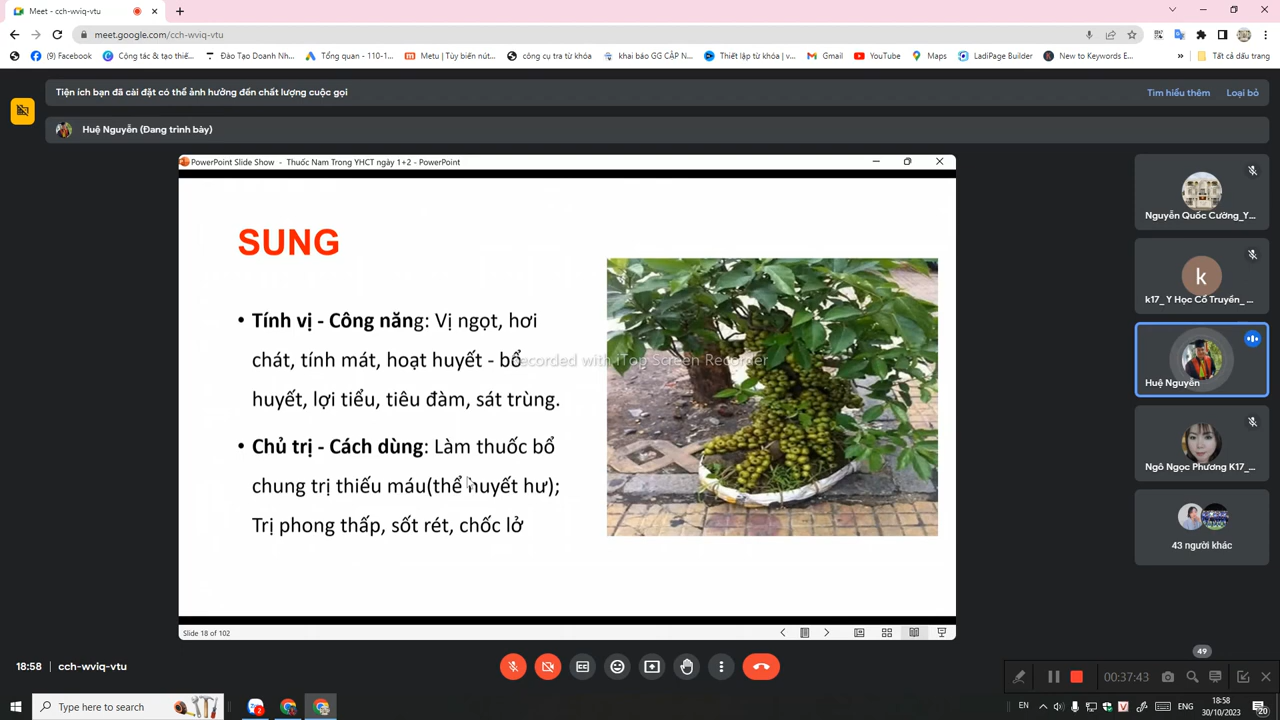 Meet - cch-wviq-vtu
meet.google.com/cch-wviq-vtu
(3) Facebook
Công tác & tạo thiế...
Đào Tạo Doanh Nh...
Tổng quan - 110-1...
Metu | Tùy biến nút...
công cụ tra từ khóa
khai báo GG CẶP N...
Thiết lập từ khóa | v...
Gmail
YouTube
Maps
LadiPage Builder
New to Keywords E...
Tất cả dấu trang
Tiện ích bạn đã cài đặt có thể ảnh hưởng đến chất lượng cuộc gọi
Tìm hiểu thêm
Loại bỏ
Huệ Nguyễn (Đang trình bày)
PowerPoint Slide Show - Thuốc Nam Trong YHCT ngày 1+2 - PowerPoint
SUNG
• Tính vị - Công năng: Vị ngọt, hơi
chát, tính mát, hoạt huyết - bổ
huyết, lợi tiểu, tiêu đàm, sát trùng.
• Chủ trị - Cách dùng: Làm thuốc bổ
chung trị thiếu máu(thể huyết hư);
Trị phong thấp, sốt rét, chốc lở
Recorded with iTop Screen Recorder
Slide 18 of 102
Nguyễn Quốc Cường_Y...
k
k17_ Y Học Cổ Truyền_ ...
Huệ Nguyễn
Ngô Ngọc Phương K17_...
43 người khác
49
18:58
cch-wviq-vtu
00:37:43
Type here to search
2
EN
ENG
18:58
30/10/2023
20